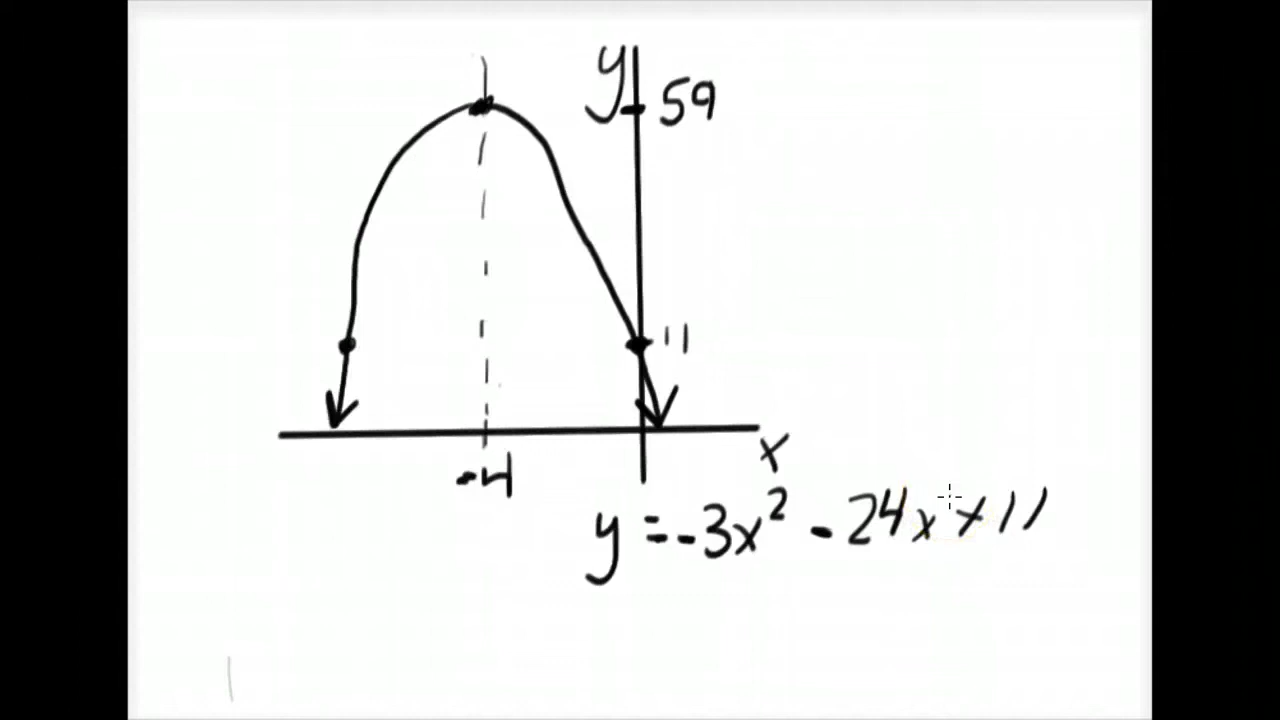 y
59
11
-4
x
y = -3x² - 24x + 11